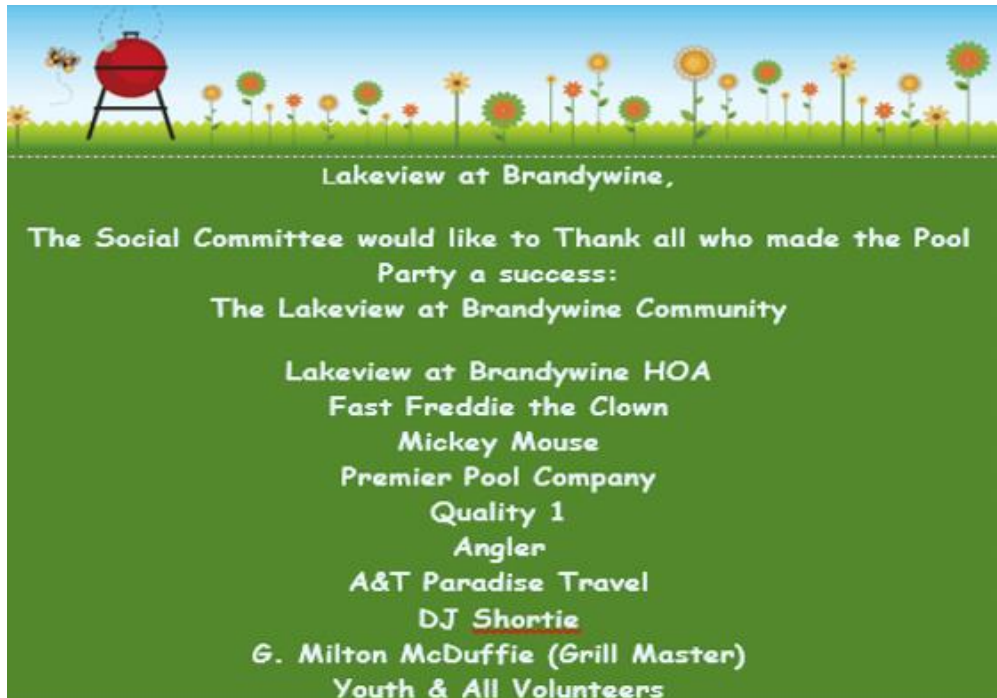 Lakeview at Brandywine,
The Social Committee would like to Thank all who made the Pool
Party a success:
The Lakeview at Brandywine Community
Lakeview at Brandywine HOA
Fast Freddie the Clown
Mickey Mouse
Premier Pool Company
Quality 1
Angler
A&T Paradise Travel
DJ Shortie
G. Milton McDuffie (Grill Master)
Youth & All Volunteers